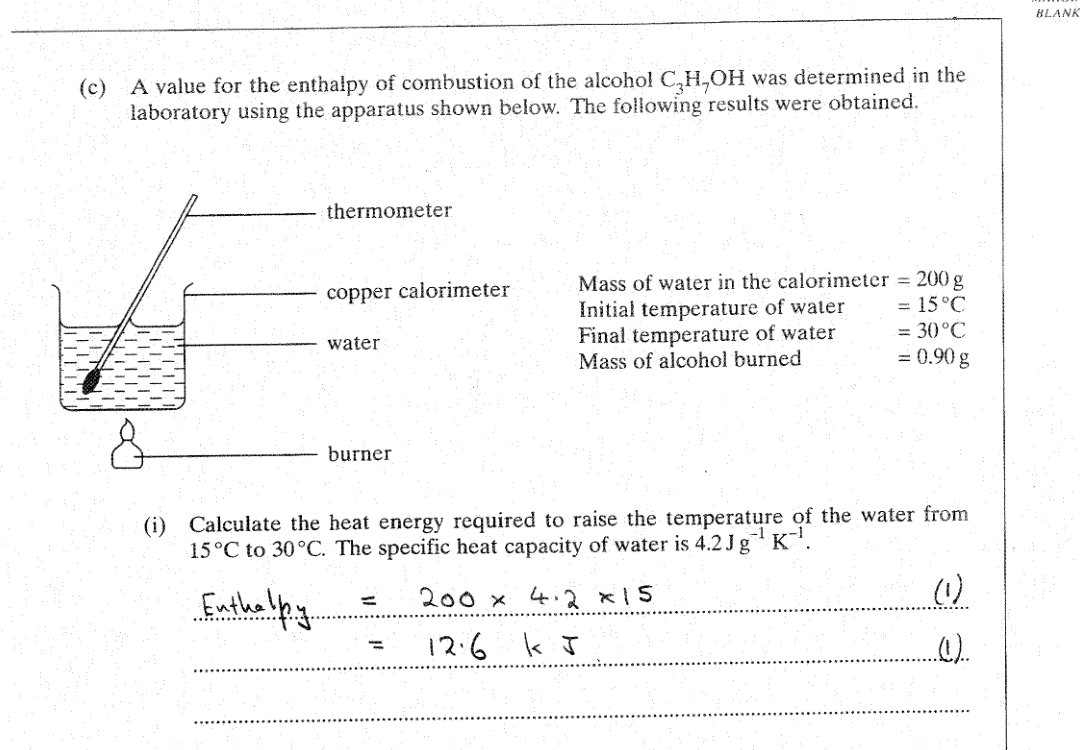 BLANK
(c) A value for the enthalpy of combustion of the alcohol C₃H₇OH was determined in the
laboratory using the apparatus shown below. The following results were obtained.
thermometer
copper calorimeter
water
burner
Mass of water in the calorimeter = 200 g
Initial temperature of water = 15 °C
Final temperature of water = 30 °C
Mass of alcohol burned = 0.90 g
(i) Calculate the heat energy required to raise the temperature of the water from
15 °C to 30 °C. The specific heat capacity of water is 4.2 J g⁻¹ K⁻¹.
Enthalpy = 200 × 4.2 × 15 (1)
= 12.6 kJ (1)